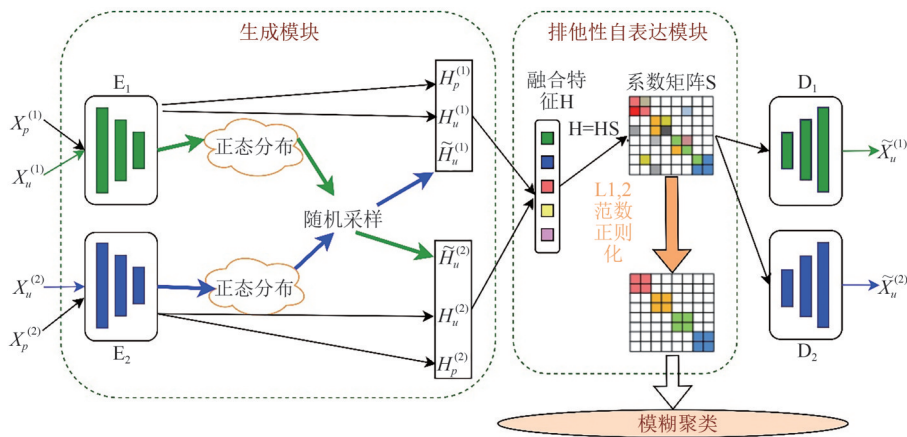 生成模块
排他性自表达模块
E₁
X_p^(1)
X_u^(1)
正态分布
H_p^(1)
H_u^(1)
H̃_u^(1)
随机采样
X_u^(2)
X_p^(2)
E₂
正态分布
H̃_u^(2)
H_u^(2)
H_p^(2)
融合特
征H
H=HS
系数矩阵S
L1,2
范数
正则
化
D₁
X̃_u^(1)
X̃_u^(2)
D₂
模糊聚类